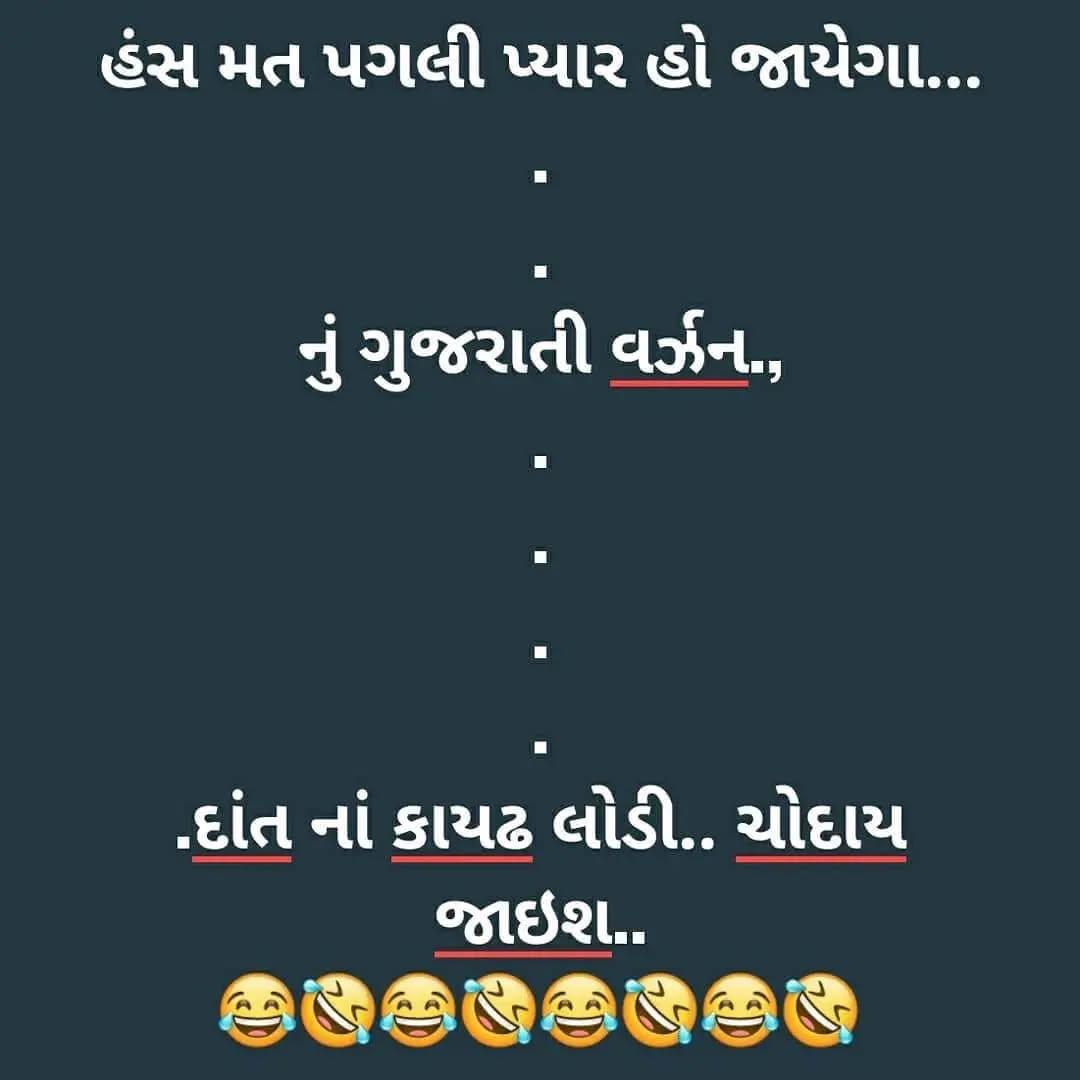 હંસ મત પગલી પ્યાર હો જાયેગા...
.
.
નું ગુજરાતી વર્ઝન.,
.
.
.
.
.દાંત નાં કાયઢ લોડી.. ચોદાય
જાઇશ..
😂🤣😂🤣😂🤣😂🤣